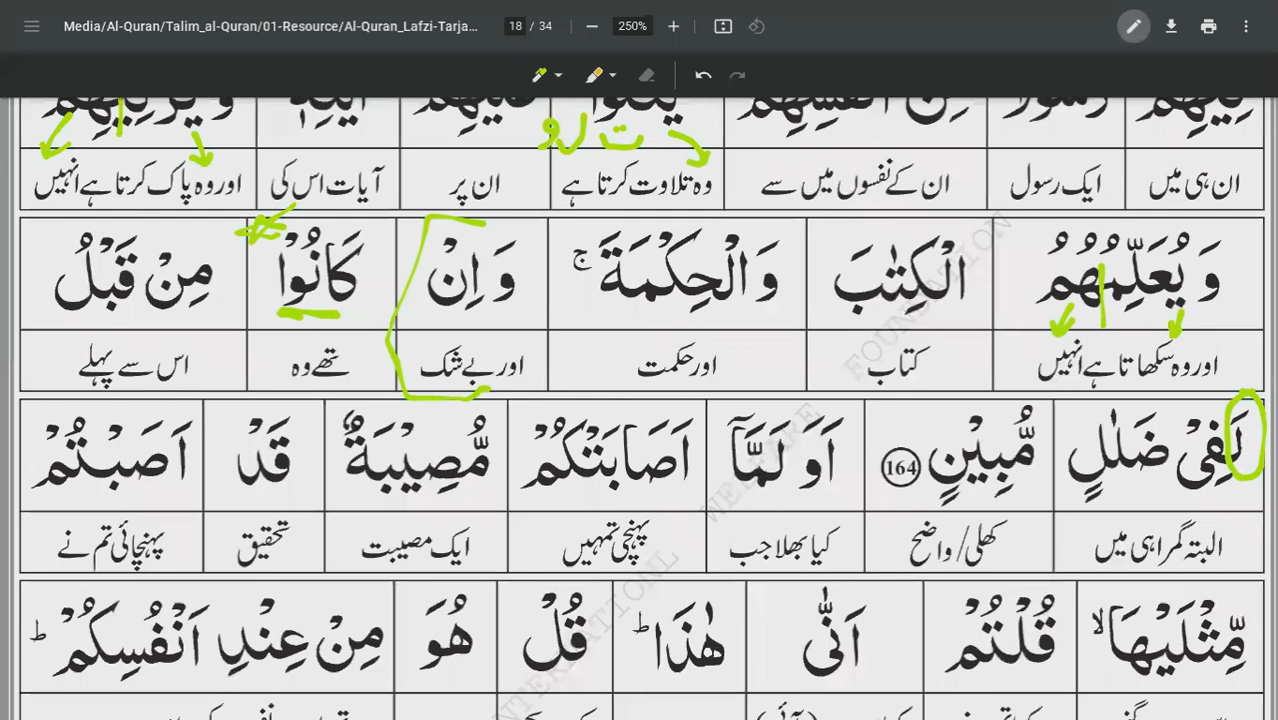 Media/Al-Quran/Talim_al-Quran/01-Resource/Al-Quran_Lafzi-Tarja... 18 / 34 250%
ت ر و
ان ہی میں ایک رسول ان کے نفسوں میں سے وہ تلاوت کرتا ہے ان پر آیات اس کی اور وہ پاک کرتا ہے انہیں
وَ يُعَلِّمُهُمُ الْكِتٰبَ وَ الْحِكْمَةَ ۚ وَ اِنْ كَانُوْا مِنْ قَبْلُ
اور وہ سکھاتا ہے انہیں کتاب اور حکمت اور بے شک تھے وہ اس سے پہلے
لَفِىْ ضَلٰلٍ مُّبِيْنٍ 164 اَوَ لَمَّاۤ اَصَابَتْكُمْ مُّصِيْبَةٌ قَدْ اَصَبْتُمْ
البتہ گمراہی میں کھلی/واضح کیا بھلا جب پہنچی تمہیں ایک مصیبت تحقیق پہنچائی تم نے
مِّثْلَيْهَا ۙ قُلْتُمْ اَنّٰى هٰذَا ؕ قُلْ هُوَ مِنْ عِنْدِ اَنْفُسِكُمْ ؕ
FOUNDATION
WELFARE
INTERNATIONL